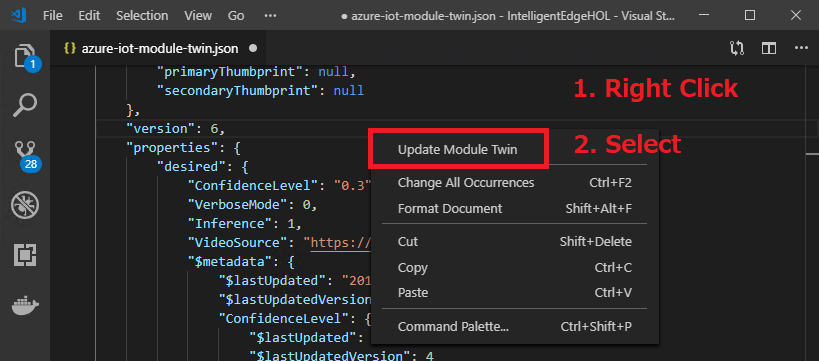 File Edit Selection View ••• ● azure-iot-module-twin.json - IntelligentEdgeHOL - Visual St...
{ } azure-iot-module-twin.json ●
"primaryThumbprint": null,
1. Right Click
"secondaryThumbprint": null
},
"version": 6,
"properties": {
Update Module Twin
2. Select
"desired": {
"ConfidenceLevel": "0.3"
Change All Occurrences Ctrl+F2
"VerboseMode": 0,
Format Document Shift+Alt+F
"Inference": 1,
"VideoSource": "https://
Cut Shift+Delete
"$metadata": {
Copy Ctrl+C
"$lastUpdated": "201
Paste Ctrl+V
"$lastUpdatedVersion
"ConfidenceLevel": {
Command Palette... Ctrl+Shift+P
"$lastUpdated":
"$lastUpdatedVersion": 4
1
28